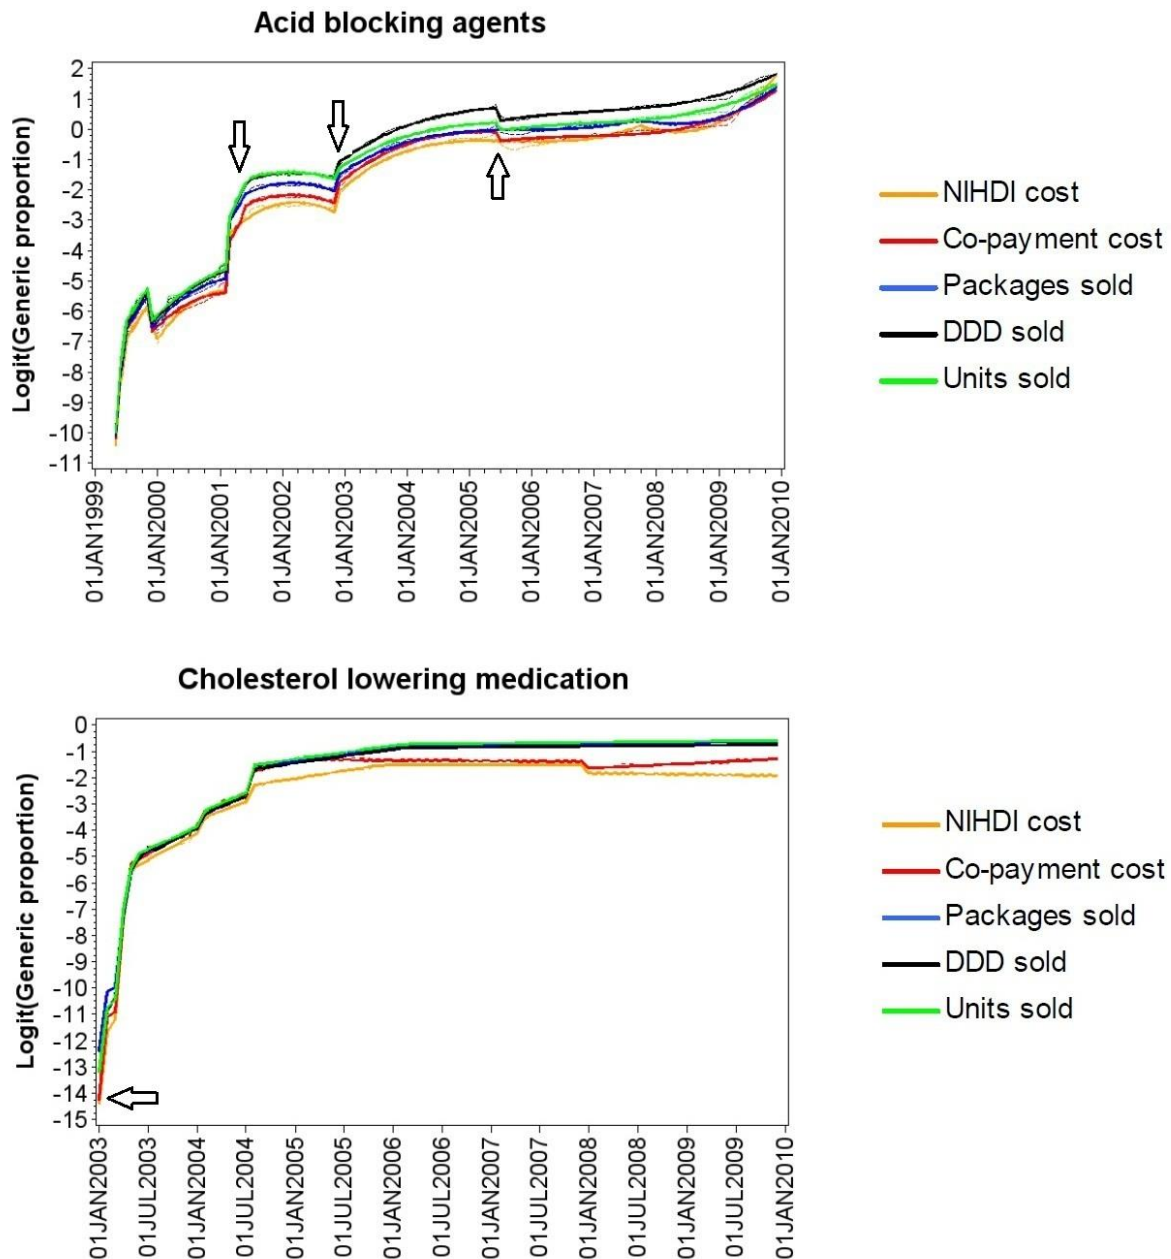 Acid blocking agents
Logit(Generic proportion)
2
1
0
-1
-2
-3
-4
-5
-6
-7
-8
-9
-10
-11
01JAN1999
01JAN2000
01JAN2001
01JAN2002
01JAN2003
01JAN2004
01JAN2005
01JAN2006
01JAN2007
01JAN2008
01JAN2009
01JAN2010
NIHDI cost
Co-payment cost
Packages sold
DDD sold
Units sold
Cholesterol lowering medication
Logit(Generic proportion)
0
-1
-2
-3
-4
-5
-6
-7
-8
-9
-10
-11
-12
-13
-14
-15
01JAN2003
01JUL2003
01JAN2004
01JUL2004
01JAN2005
01JUL2005
01JAN2006
01JUL2006
01JAN2007
01JUL2007
01JAN2008
01JUL2008
01JAN2009
01JUL2009
01JAN2010
NIHDI cost
Co-payment cost
Packages sold
DDD sold
Units sold